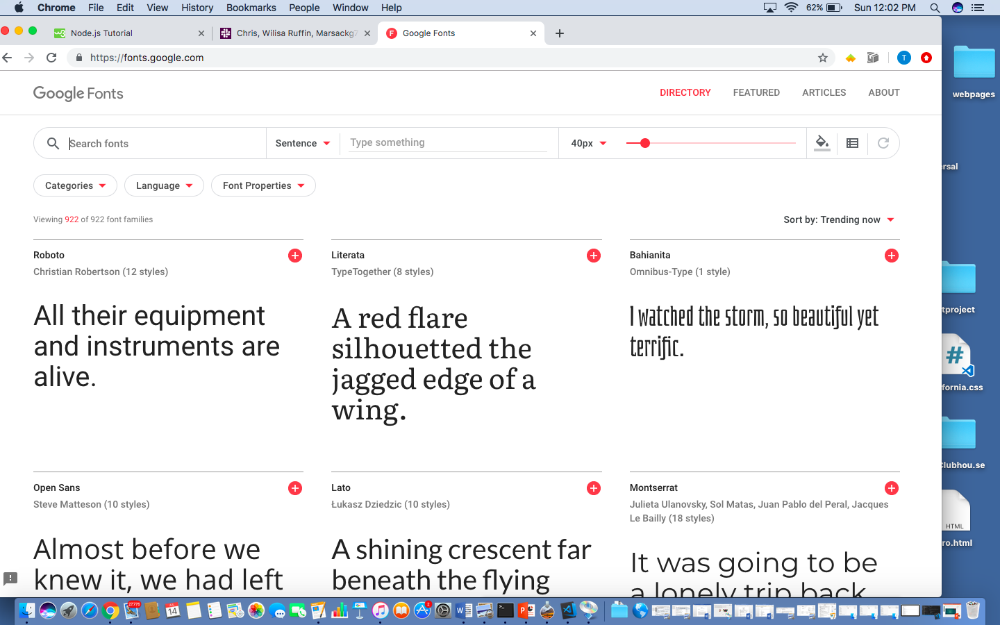 Chrome File Edit View History Bookmarks People Window Help 62% Sun 12:02 PM
Node.js Tutorial
Chris, Wilisa Ruffin, Marsackg
Google Fonts
https://fonts.google.com
T
Google Fonts
DIRECTORY FEATURED ARTICLES ABOUT
Search fonts
Sentence
Type something
40px
Categories
Language
Font Properties
Viewing 922 of 922 font families
Sort by: Trending now
Roboto
Christian Robertson (12 styles)
All their equipment
and instruments are
alive.
Literata
TypeTogether (8 styles)
A red flare
silhouetted the
jagged edge of a
wing.
Bahianita
Omnibus-Type (1 style)
I watched the storm, so beautiful yet
terrific.
Open Sans
Steve Matteson (10 styles)
Almost before we
knew it, we had left
Lato
Łukasz Dziedzic (10 styles)
A shining crescent far
beneath the flying
Montserrat
Julieta Ulanovsky, Sol Matas, Juan Pablo del Peral, Jacques
Le Bailly (18 styles)
It was going to be
a lonely trip back
webpages
ersal
tproject
#
fornia.css
Clubhou.se
HTML
ro.html
14